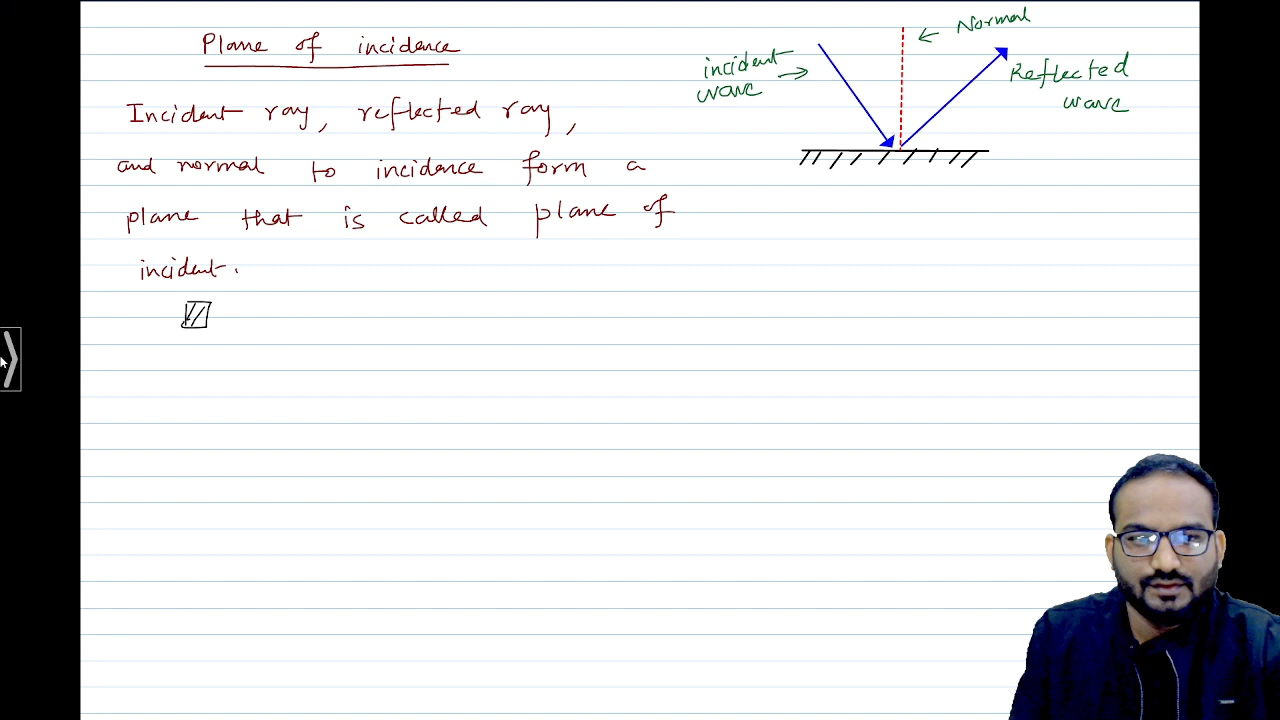 Plane of incidence
Incident ray, reflected ray,
and normal to incidence form a
plane that is called plane of
incident.
← Normal
incident
wave →
Reflected
wave